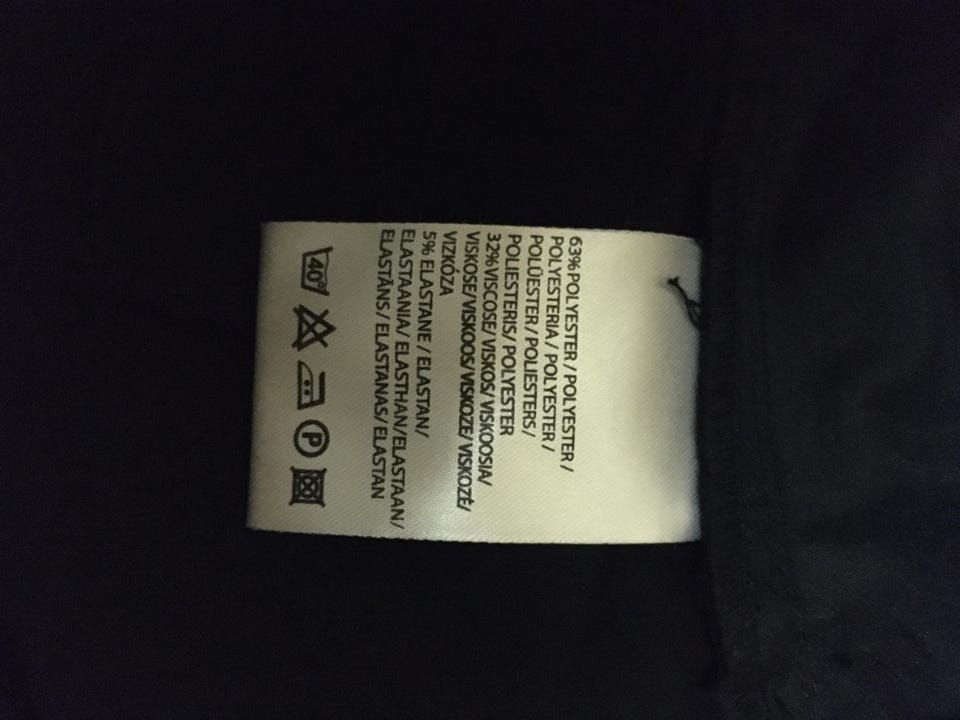 63% POLYESTER / POLYESTER /
POLYESTERIA / POLYESTER /
POLÜESTER / POLIESTERS /
POLIESTERIS / POLYESTER
32% VISCOSE/ VISKOS/ VISKOOSIA/
VISKOSE/ VISKOOS/ VISKOZE/ VISKOZĖ/
VIZKÓZA
5% ELASTANE / ELASTAN/
ELASTAANIA/ ELASTHAN/ELASTAAN/
ELASTĀNS / ELASTANAS/ ELASTAN
40°
P